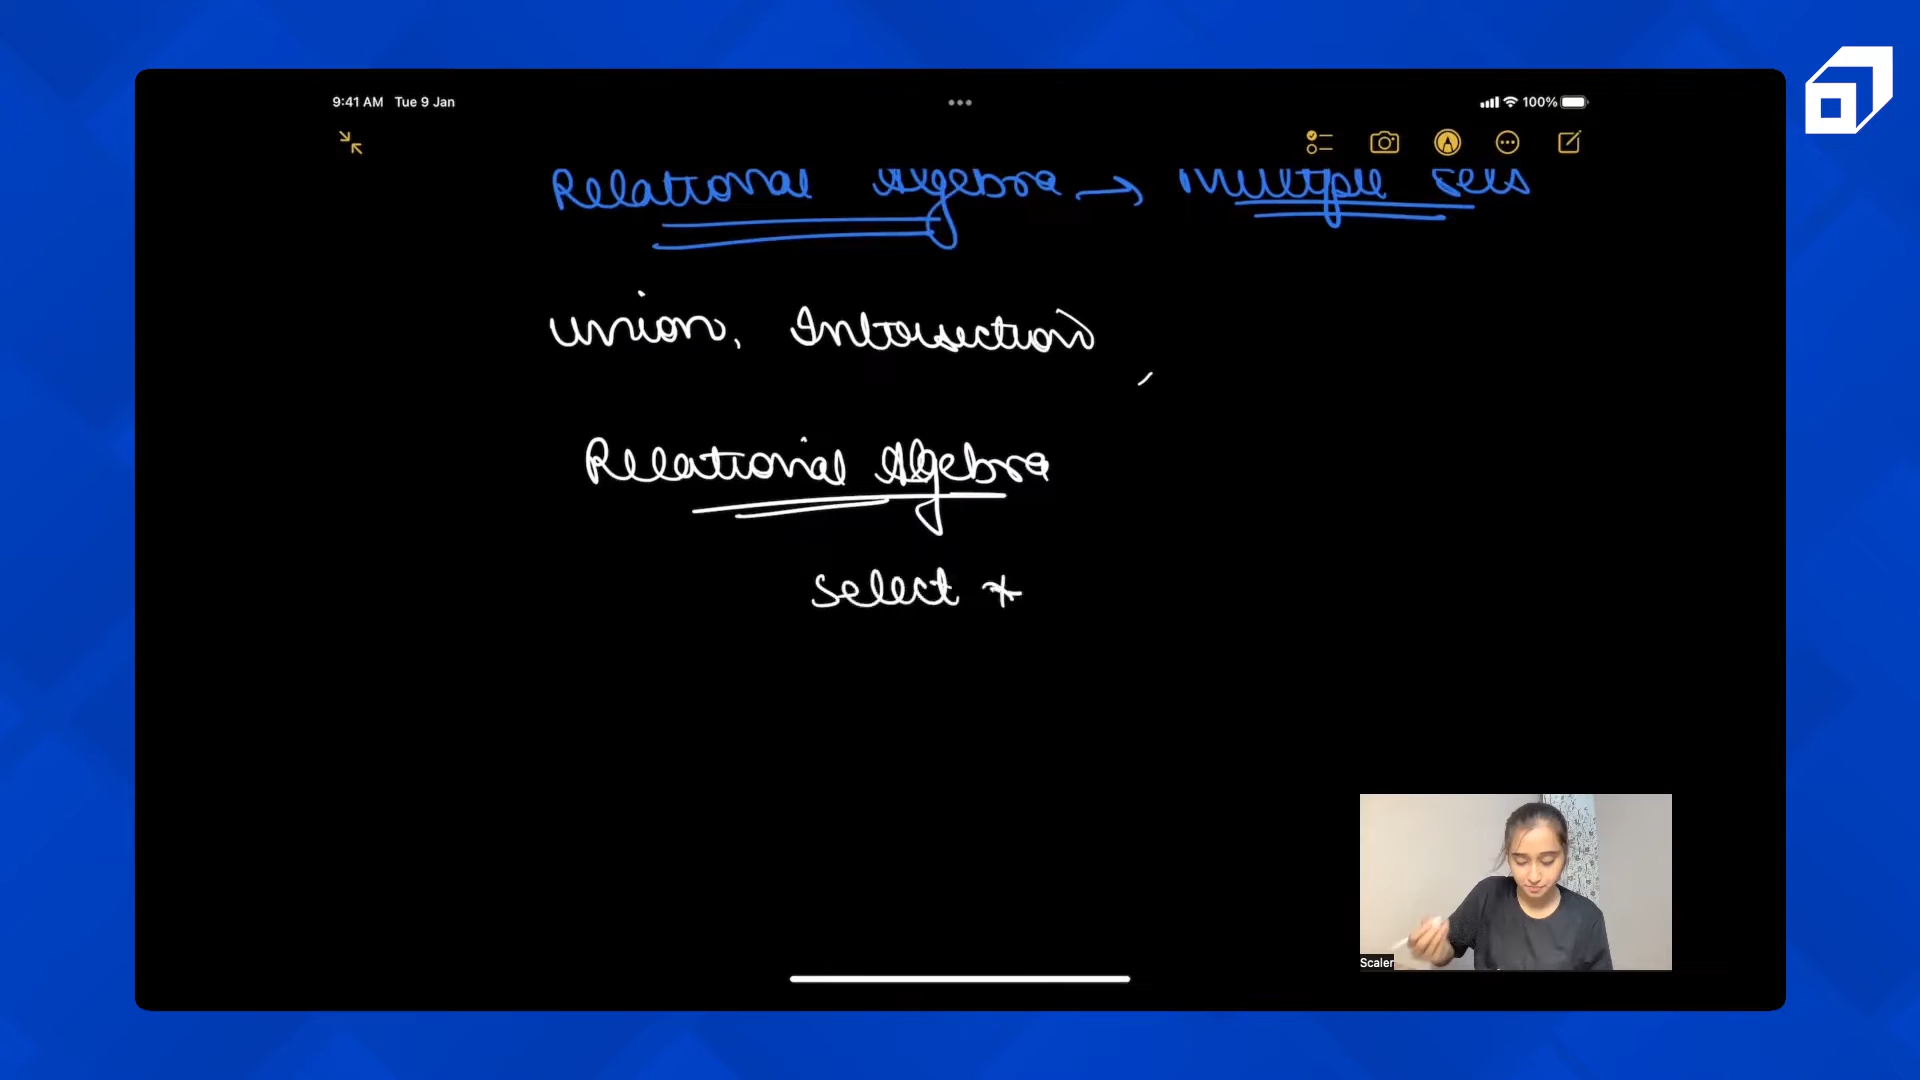 9:41 AM Tue 9 Jan
100%
Relational Algebra → Multiple Sets
union, Intersection,
Relational Algebra
Select *
Scaler